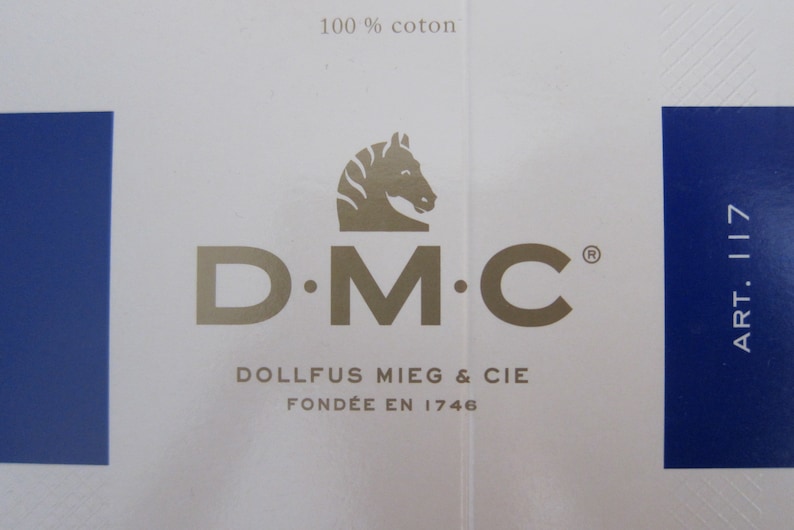 100 % coton
D·M·C®
DOLLFUS MIEG & CIE
FONDÉE EN 1746
ART. 117